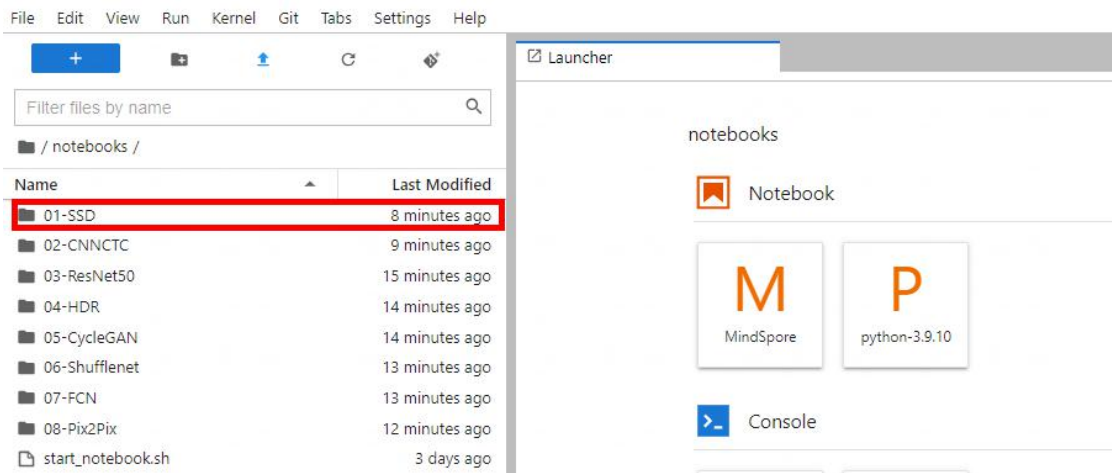 File Edit View Run Kernel Git Tabs Settings Help
+
Launcher
Filter files by name
/ notebooks /
Name Last Modified
01-SSD 8 minutes ago
02-CNNCTC 9 minutes ago
03-ResNet50 15 minutes ago
04-HDR 14 minutes ago
05-CycleGAN 14 minutes ago
06-Shufflenet 13 minutes ago
07-FCN 13 minutes ago
08-Pix2Pix 12 minutes ago
start_notebook.sh 3 days ago
notebooks
Notebook
M P
MindSpore python-3.9.10
Console